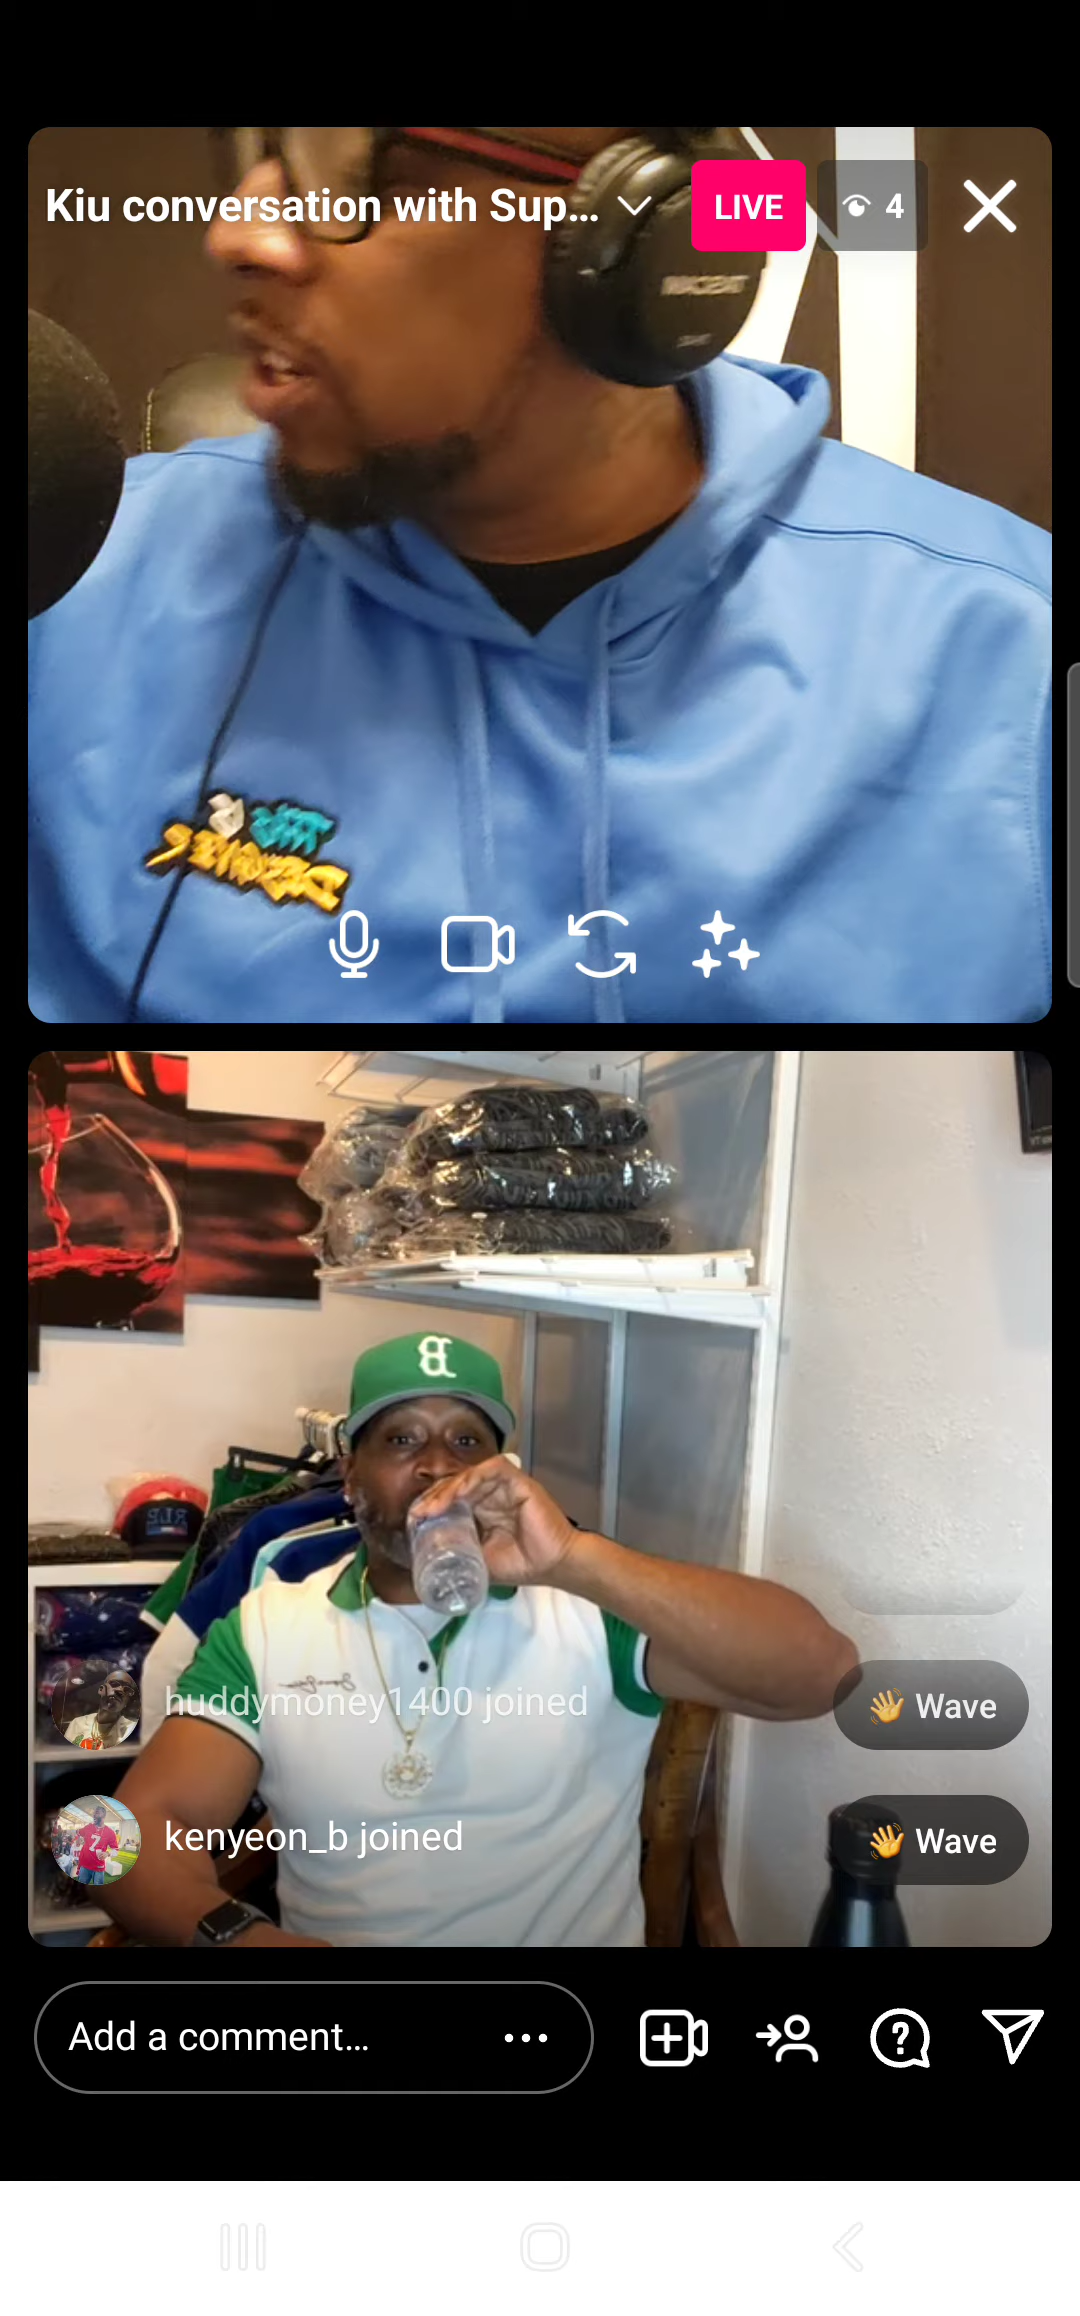 Kiu conversation with Sup...
LIVE
4
B
huddymoney1400 joined
Wave
kenyeon_b joined
Wave
Add a comment...